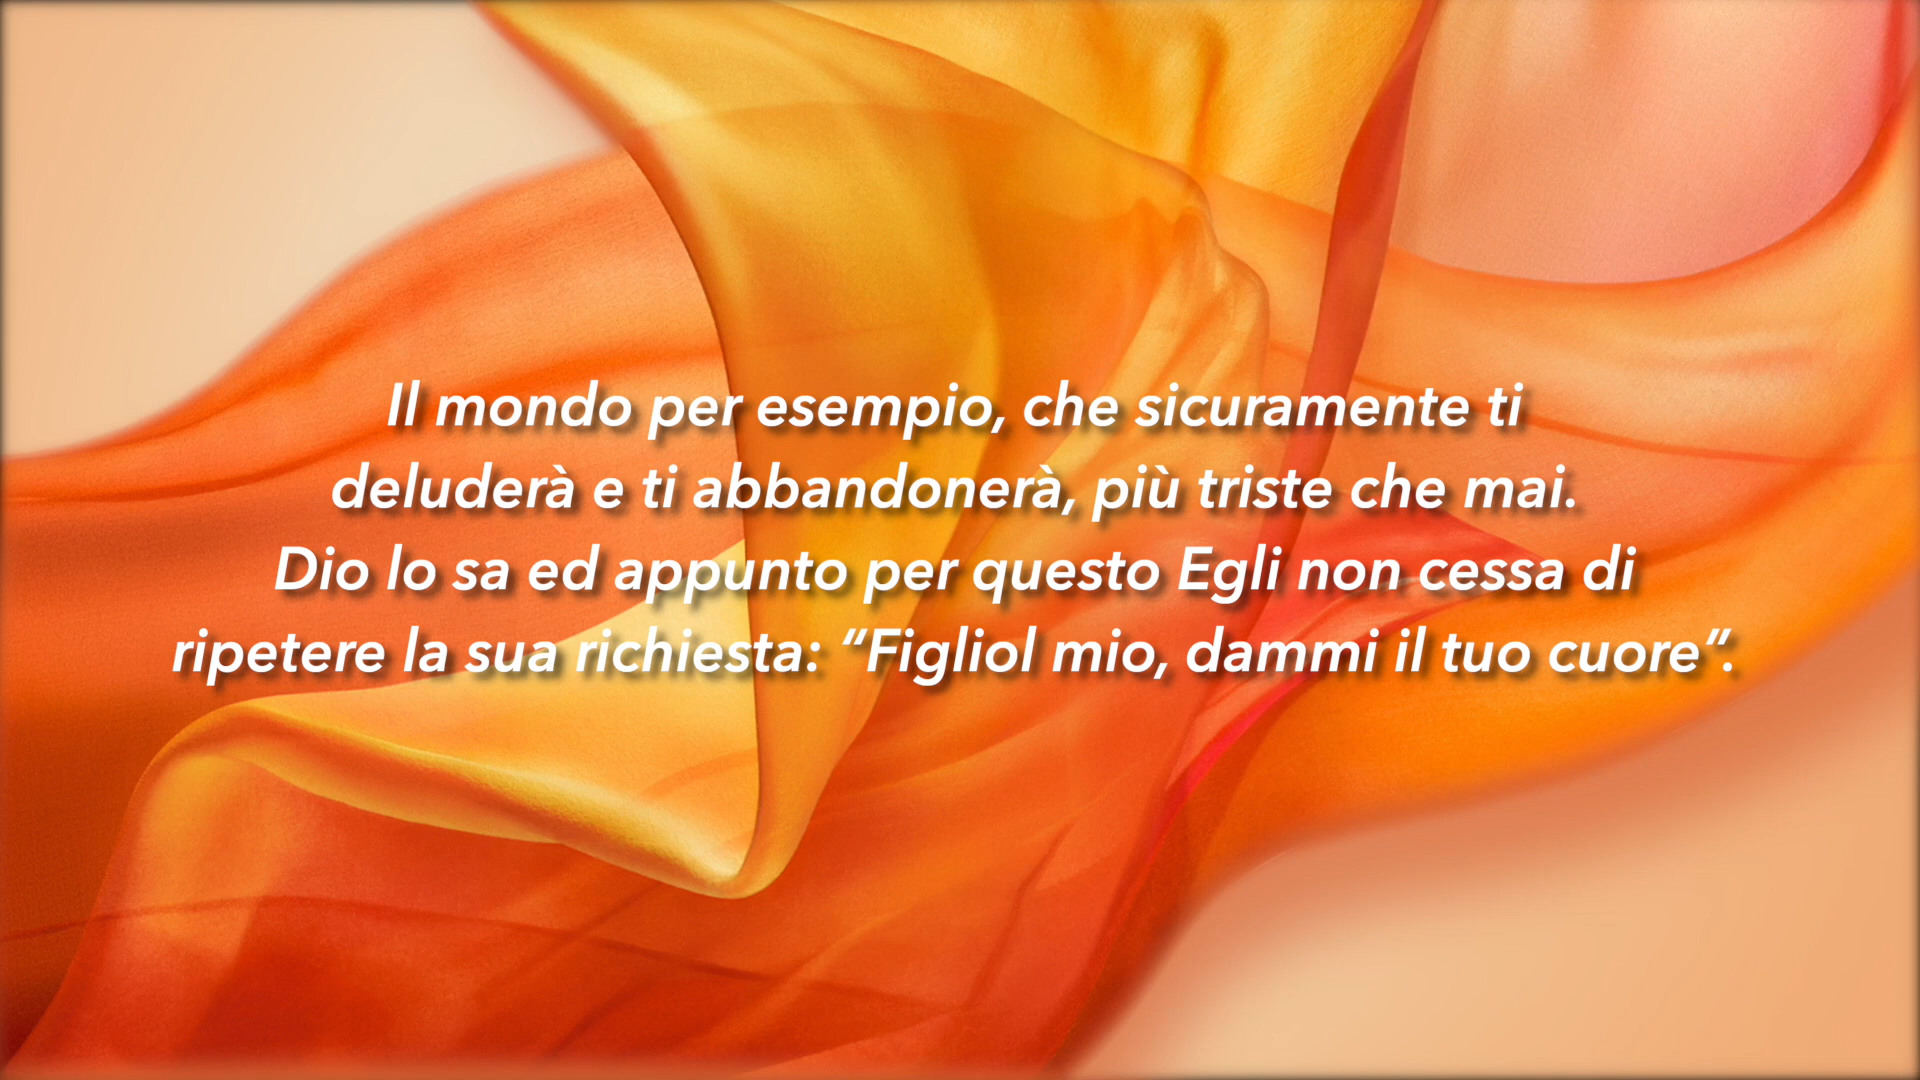 Il mondo per esempio, che sicuramente ti
deluderà e ti abbandonerà, più triste che mai.
Dio lo sa ed appunto per questo Egli non cessa di
ripetere la sua richiesta: “Figliol mio, dammi il tuo cuore”.